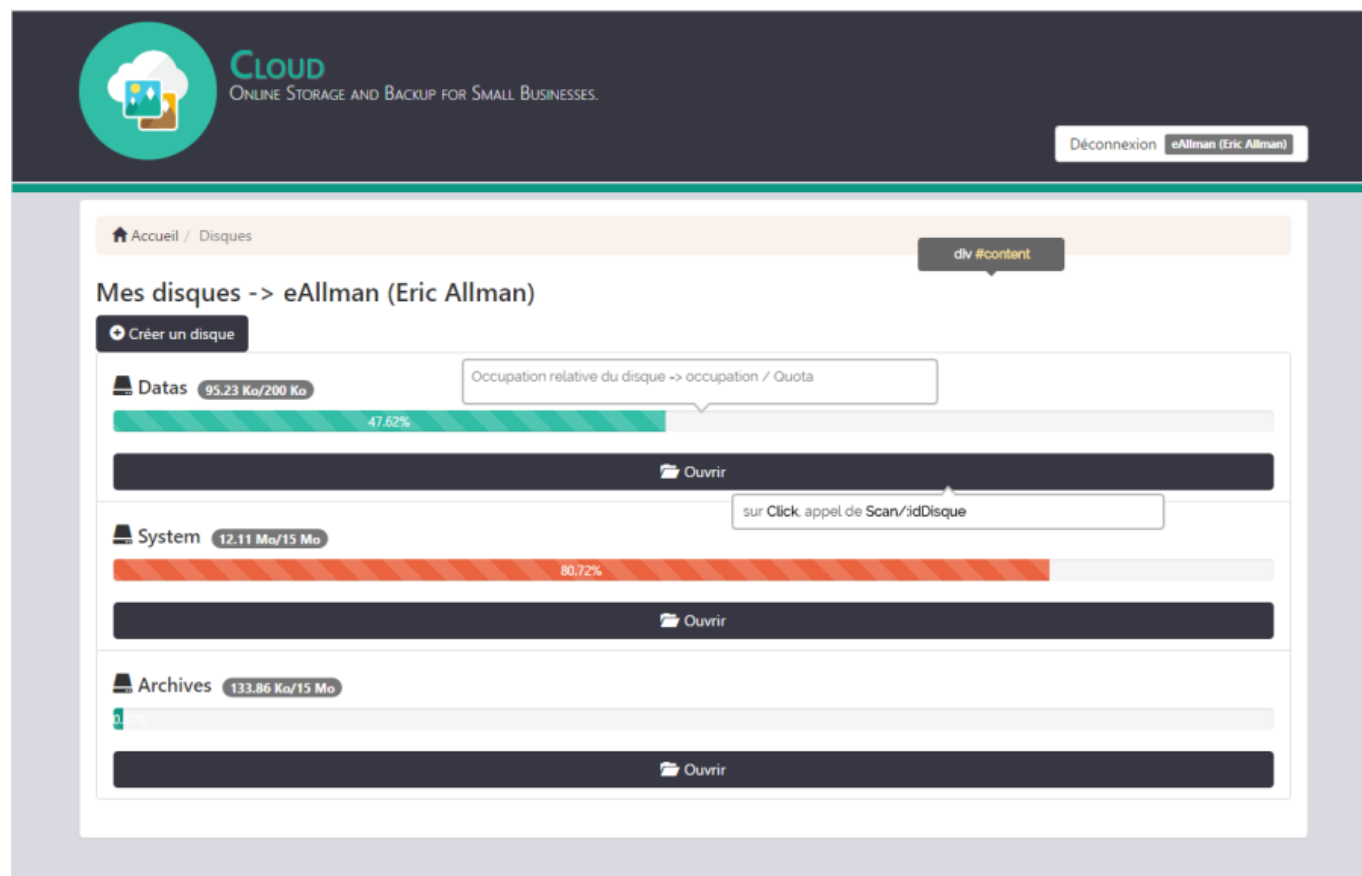 CLOUD
ONLINE STORAGE AND BACKUP FOR SMALL BUSINESSES.
Déconnexion eAllman (Eric Allman)
Accueil / Disques
div #content
Mes disques -> eAllman (Eric Allman)
Créer un disque
Datas 95.23 Ko/200 Ko
Occupation relative du disque -> occupation / Quota
47.62%
Ouvrir
sur Click, appel de Scan/:idDisque
System 12.11 Mo/15 Mo
80.72%
Ouvrir
Archives 133.86 Ko/15 Mo
Ouvrir